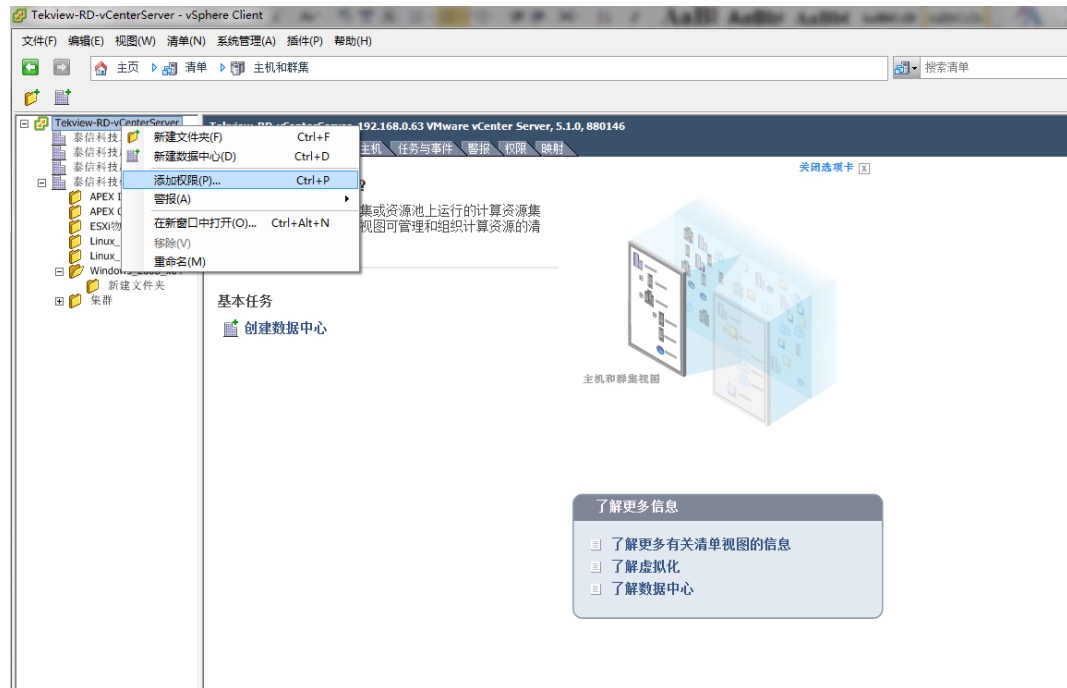 Tekview-RD-vCenterServer - vSphere Client
文件(F) 编辑(E) 视图(W) 清单(N) 系统管理(A) 插件(P) 帮助(H)
主页 清单 主机和群集
搜索清单
Tekview-RD-vCenterServer
192.168.0.63 VMware vCenter Server, 5.1.0, 880146
泰信科技
泰信科技
泰信科技
泰信科技
APEX
APEX
ESXi物
Linux_
Linux_
新建文件夹
集群
新建文件夹(F) Ctrl+F
新建数据中心(D) Ctrl+D
添加权限(P)... Ctrl+P
警报(A)
在新窗口中打开(O)... Ctrl+Alt+N
移除(V)
重命名(M)
主机 任务与事件 警报 权限 映射
关闭选项卡
?
集或资源池上运行的计算资源集
视图可管理和组织计算资源的清
基本任务
创建数据中心
主机和群集视图
了解更多信息
了解更多有关清单视图的信息
了解虚拟化
了解数据中心